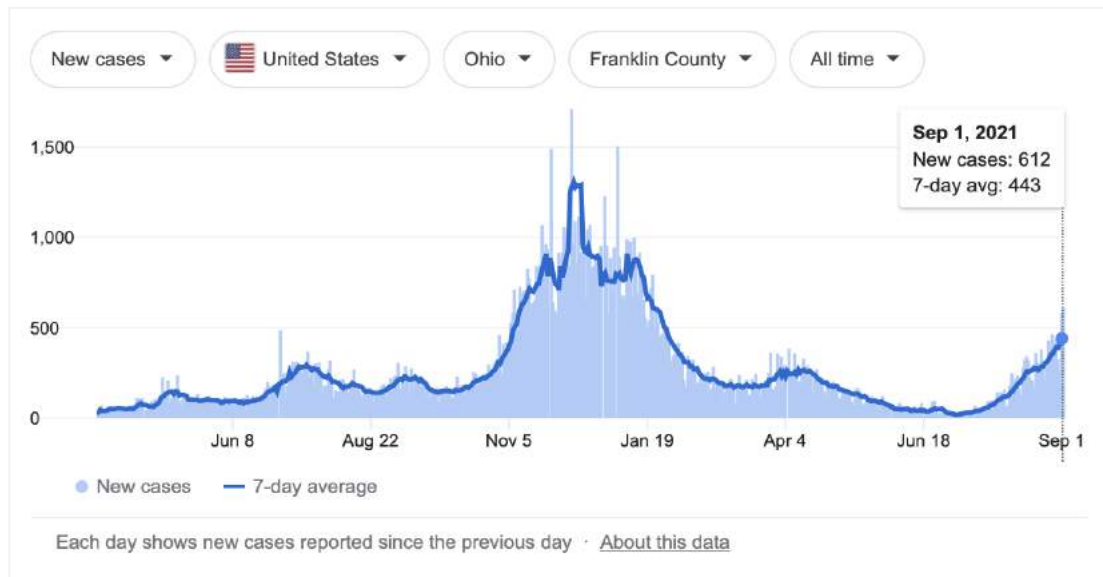 New cases United States Ohio Franklin County All time
Sep 1, 2021
New cases: 612
7-day avg: 443
1,500
1,000
500
0
Jun 8 Aug 22 Nov 5 Jan 19 Apr 4 Jun 18 Sep 1
New cases 7-day average
Each day shows new cases reported since the previous day · About this data